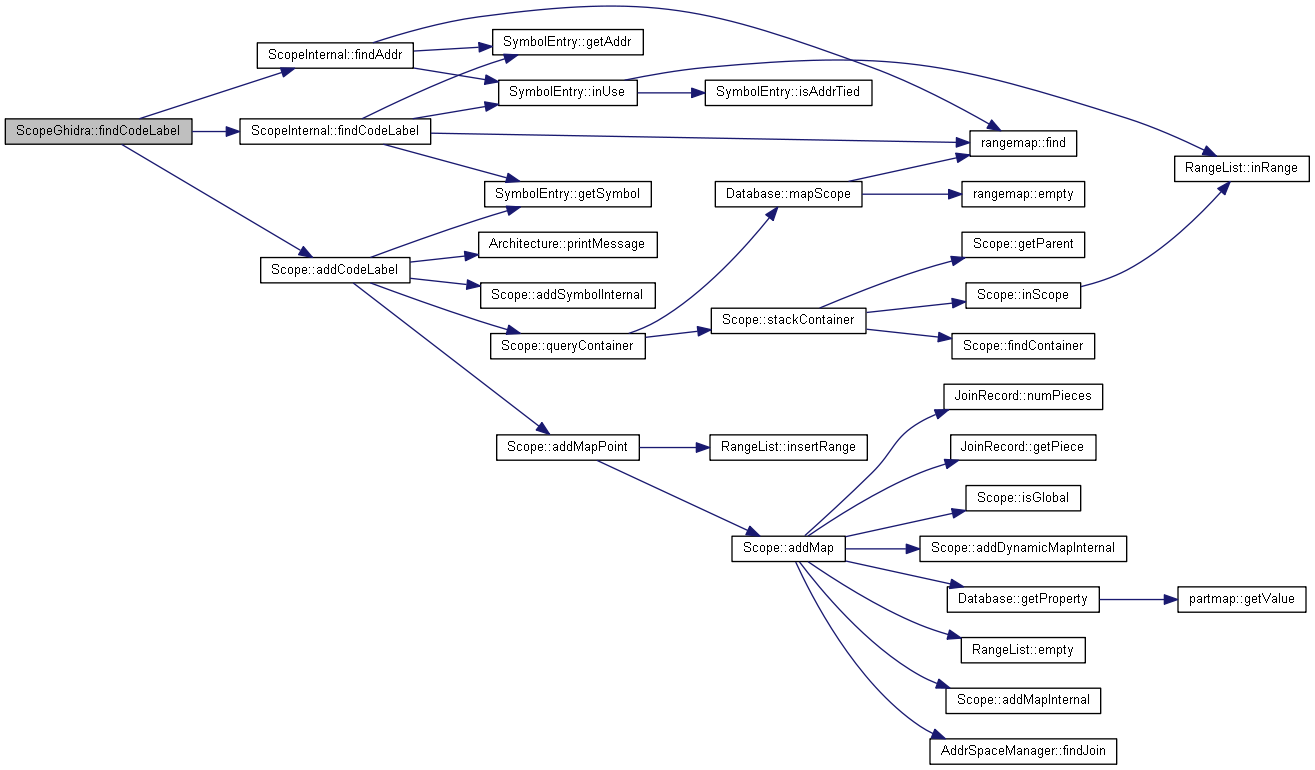 ScopeGhidra::findCodeLabel
ScopeInternal::findAddr
ScopeInternal::findCodeLabel
Scope::addCodeLabel
SymbolEntry::getAddr
SymbolEntry::inUse
SymbolEntry::getSymbol
Architecture::printMessage
Scope::addSymbolInternal
Scope::queryContainer
Scope::addMapPoint
SymbolEntry::isAddrTied
Database::mapScope
Scope::stackContainer
RangeList::insertRange
Scope::addMap
rangemap::find
rangemap::empty
Scope::getParent
Scope::inScope
Scope::findContainer
JoinRecord::numPieces
JoinRecord::getPiece
Scope::isGlobal
Scope::addDynamicMapInternal
Database::getProperty
RangeList::empty
Scope::addMapInternal
AddrSpaceManager::findJoin
RangeList::inRange
partmap::getValue